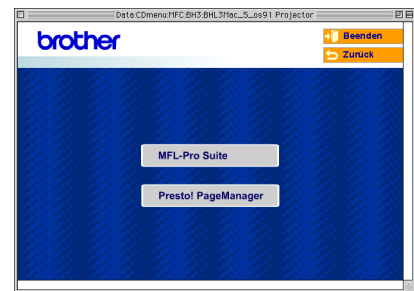 Data:CDmenu:MFC:BH3:BHL3Mac_5_os91 Projector
brother
Beenden
Zurück
MFL-Pro Suite
Presto! PageManager